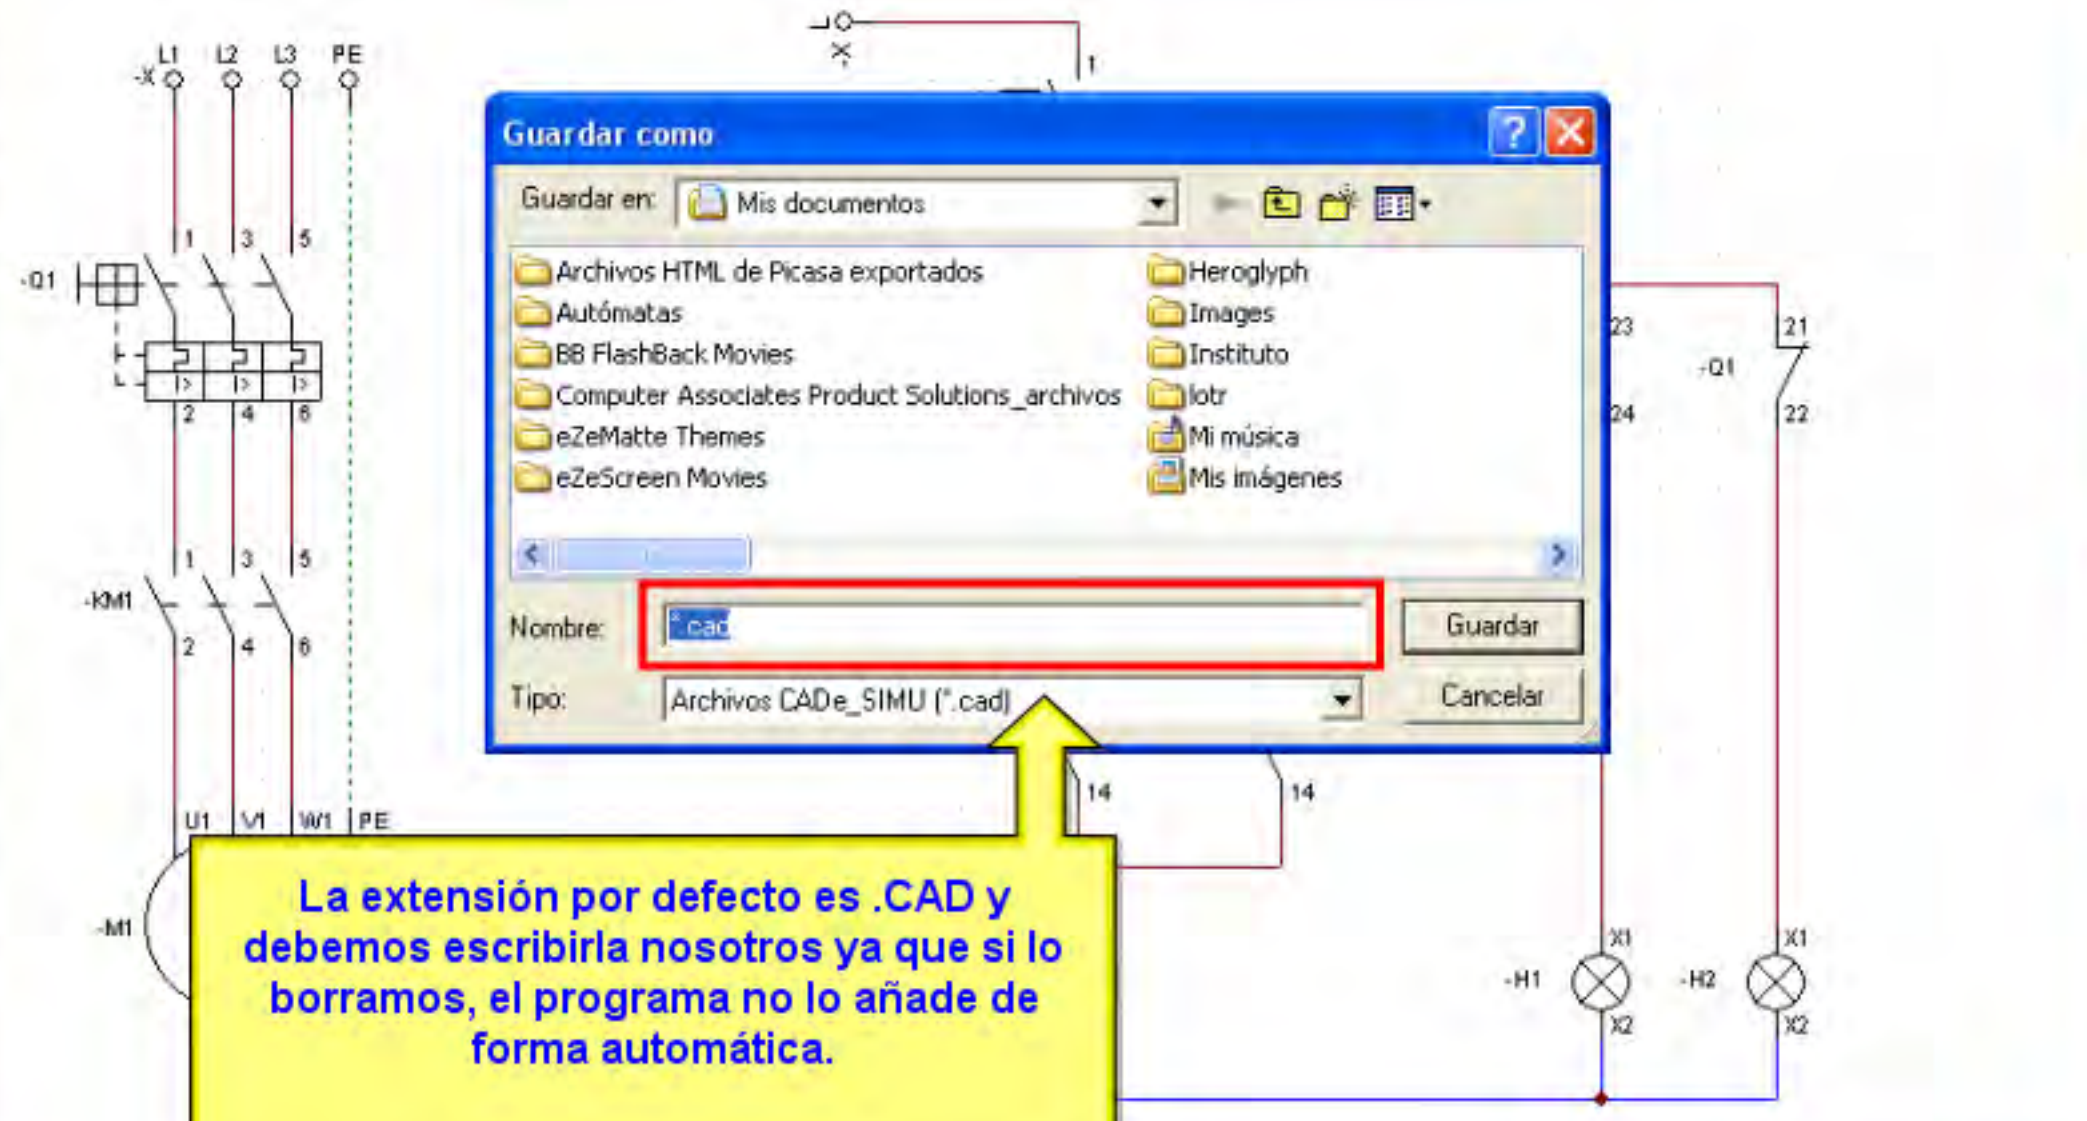 L1 L2 L3 PE
-X
1
Guardar como
Guardar en: Mis documentos
Archivos HTML de Picasa exportados
Autómatas
BB FlashBack Movies
Computer Associates Product Solutions_archivos
eZeMatte Themes
eZeScreen Movies
Heroglyph
Images
Instituto
lotr
Mi música
Mis imágenes
Nombre: *.cad
Guardar
Tipo: Archivos CADe_SIMU (*.cad)
Cancelar
1 3 5
-Q1
2 4 6
1 3 5
-KM1
2 4 6
U1 V1 W1 PE
-M1
14 14
23
24
21
-Q1
22
X1 X1
-H1 -H2
X2 X2
La extensión por defecto es .CAD y
debemos escribirla nosotros ya que si lo
borramos, el programa no lo añade de
forma automática.